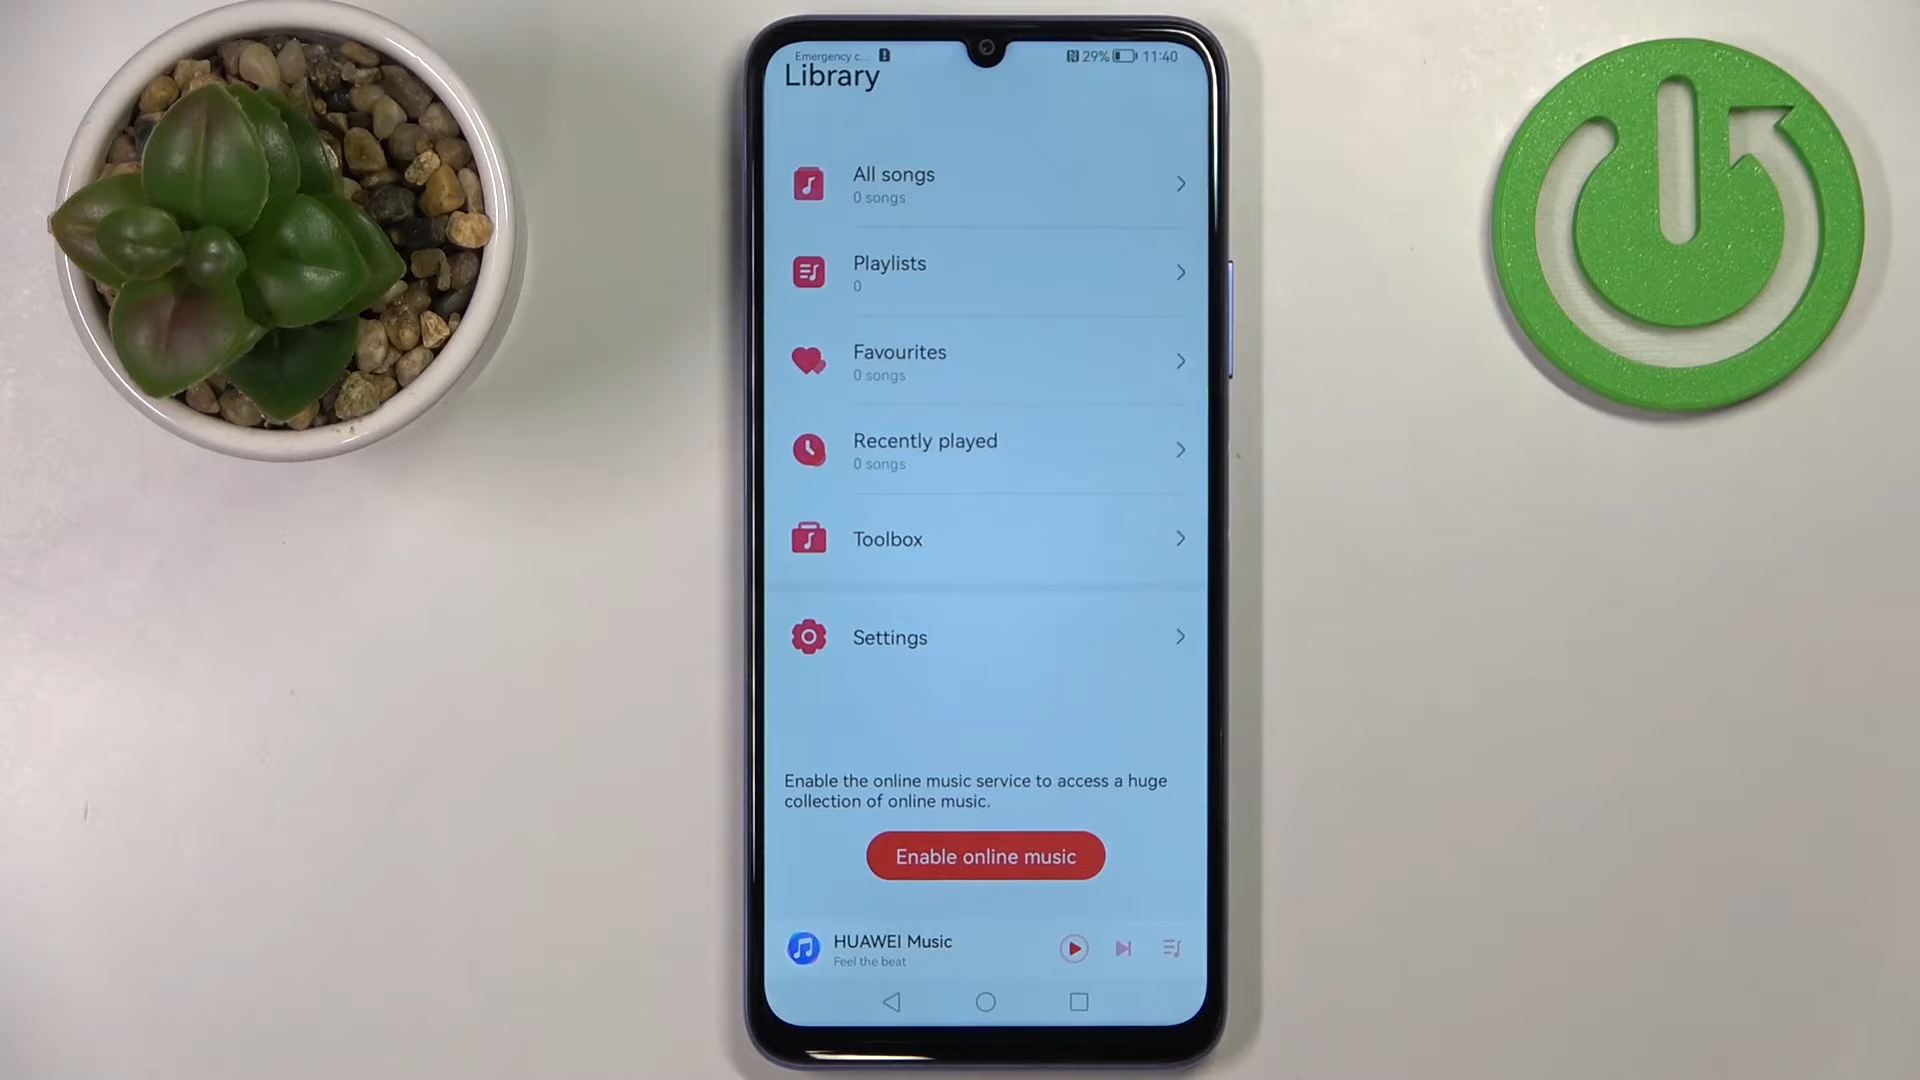 Emergency c... 29% 11:40
Library
All songs
0 songs
Playlists
0
Favourites
0 songs
Recently played
0 songs
Toolbox
Settings
Enable the online music service to access a huge
collection of online music.
Enable online music
HUAWEI Music
Feel the beat